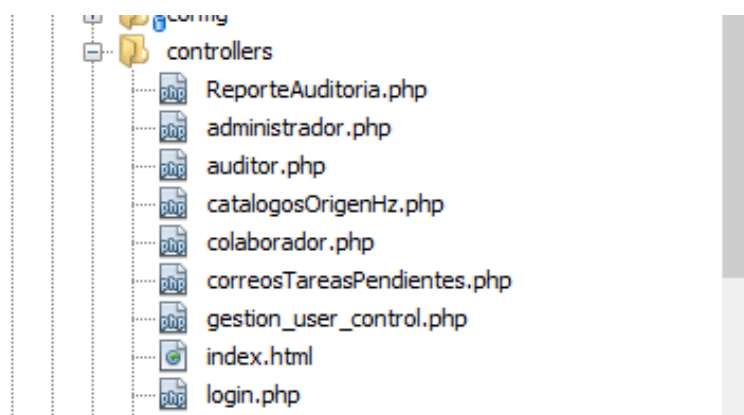 config
controllers
ReporteAuditoria.php
administrador.php
auditor.php
catalogosOrigenHz.php
colaborador.php
correosTareasPendientes.php
gestion_user_control.php
index.html
login.php